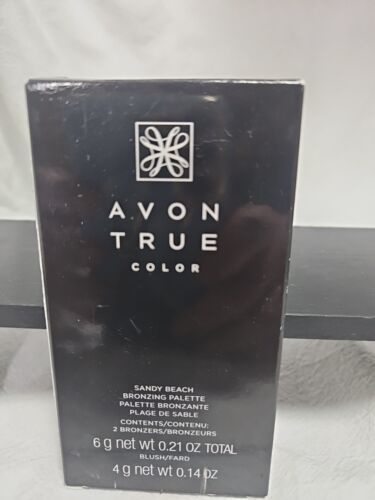 AVON
TRUE
COLOR
SANDY BEACH
BRONZING PALETTE
PALETTE BRONZANTE
PLAGE DE SABLE
CONTENTS/CONTENU:
2 BRONZERS/BRONZEURS
6 g net wt 0.21 OZ TOTAL
BLUSH/FARD
4 g net wt 0.14 OZ